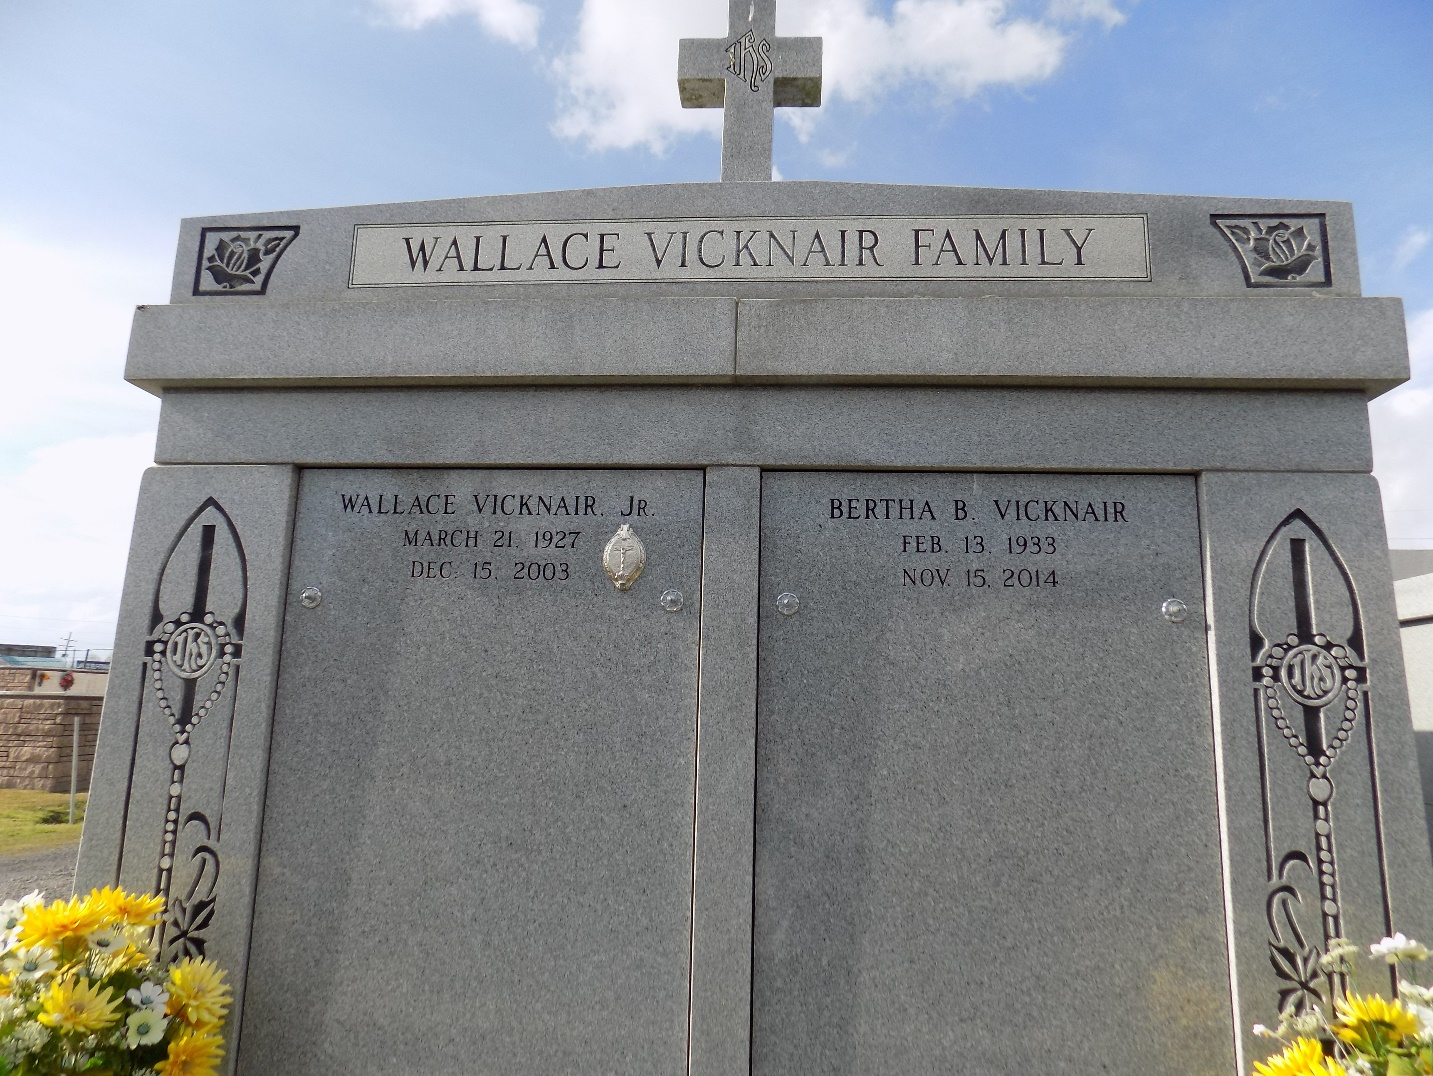 IHS
WALLACE VICKNAIR FAMILY
WALLACE VICKNAIR, JR.
MARCH 21, 1927
DEC. 15, 2003
BERTHA B. VICKNAIR
FEB. 13, 1933
NOV. 15, 2014
IHS
IHS